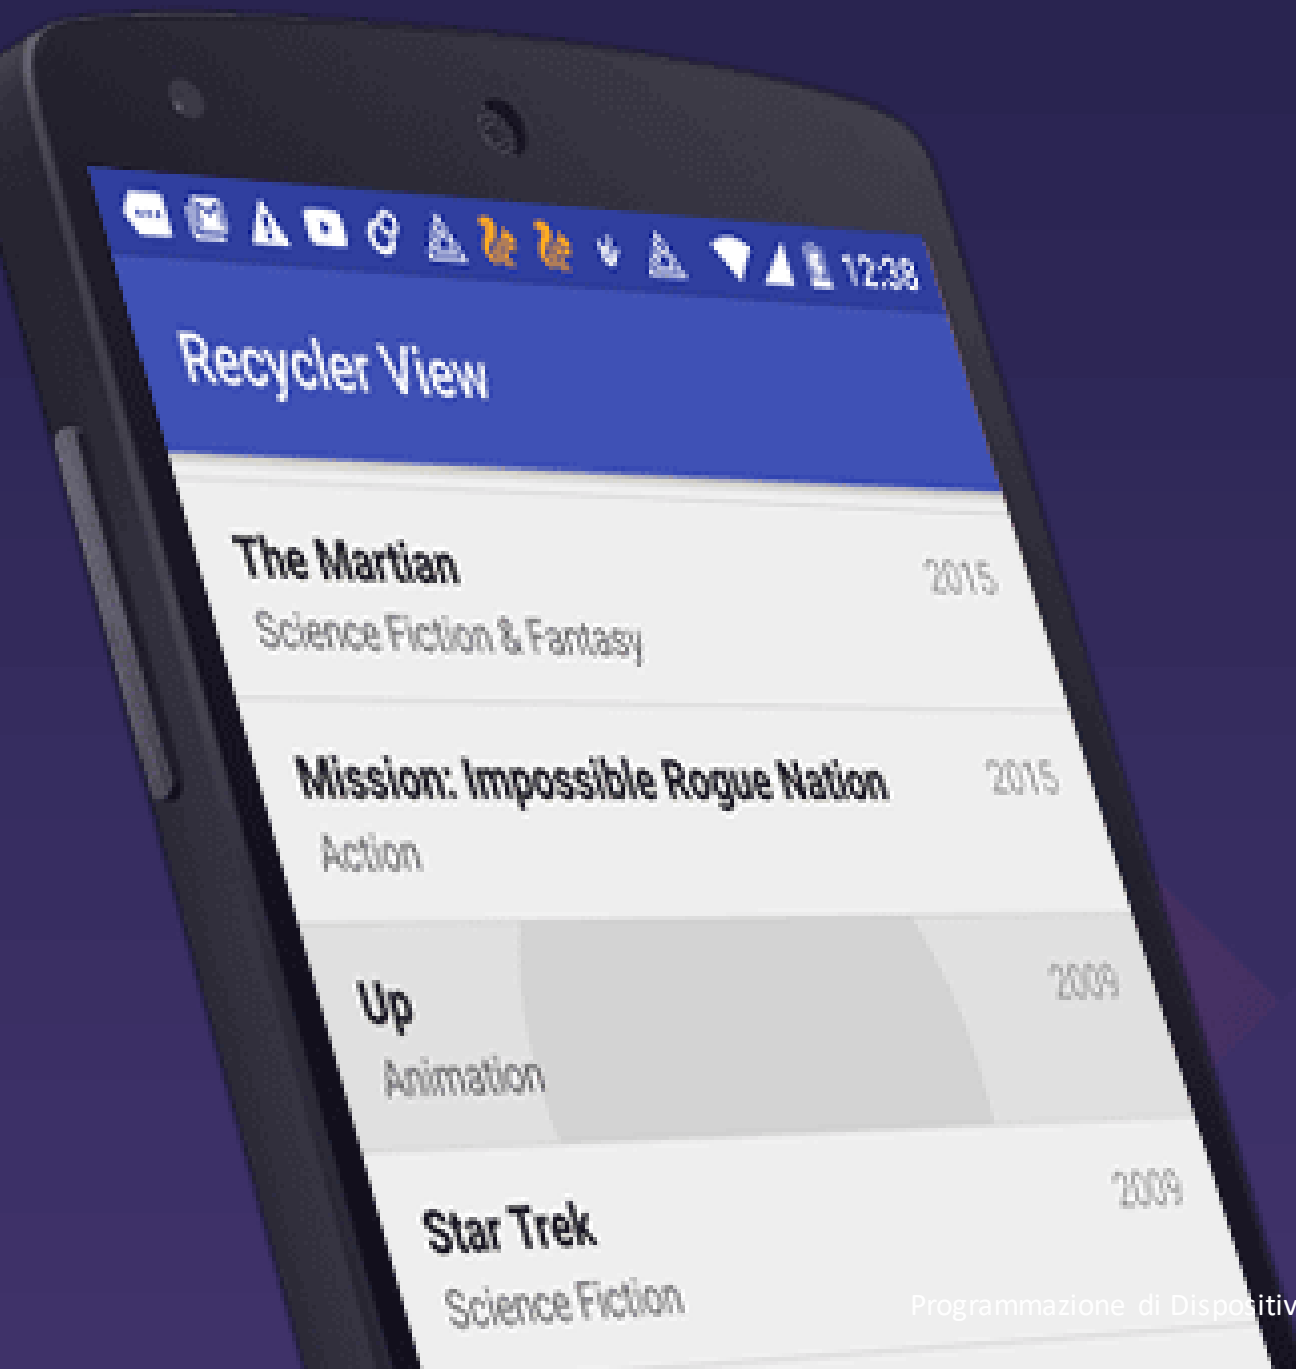 12:38
Recycler View
The Martian
2015
Science Fiction & Fantasy
Mission: Impossible Rogue Nation
2015
Action
Up
2009
Animation
Star Trek
2009
Science Fiction
Programmazione di Dispositiv